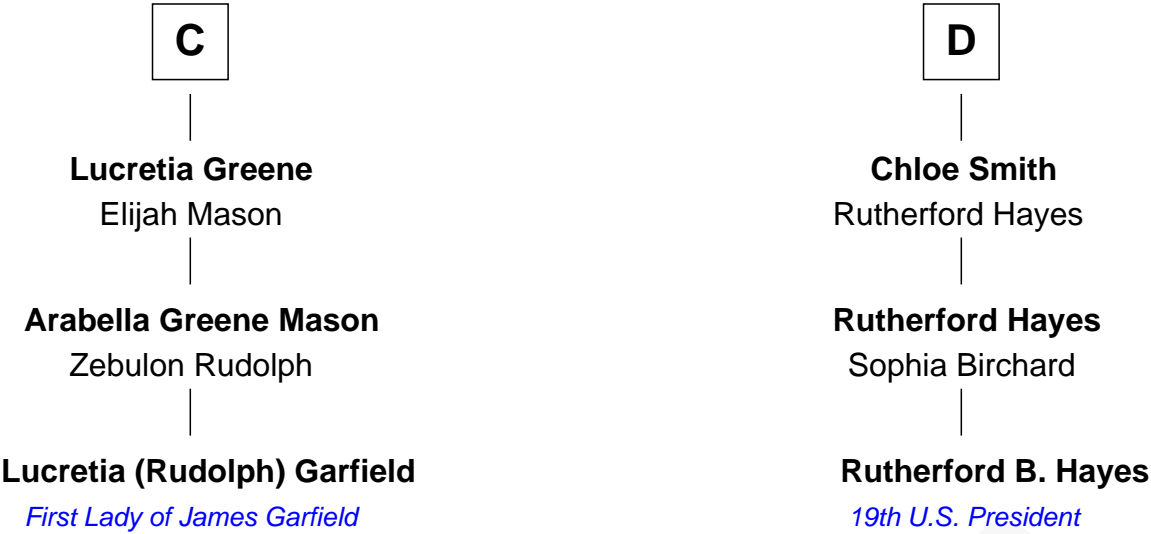 C
Lucretia Greene
Elijah Mason
Arabella Greene Mason
Zebulon Rudolph
Lucretia (Rudolph) Garfield
First Lady of James Garfield
D
Chloe Smith
Rutherford Hayes
Rutherford Hayes
Sophia Birchard
Rutherford B. Hayes
19th U.S. President